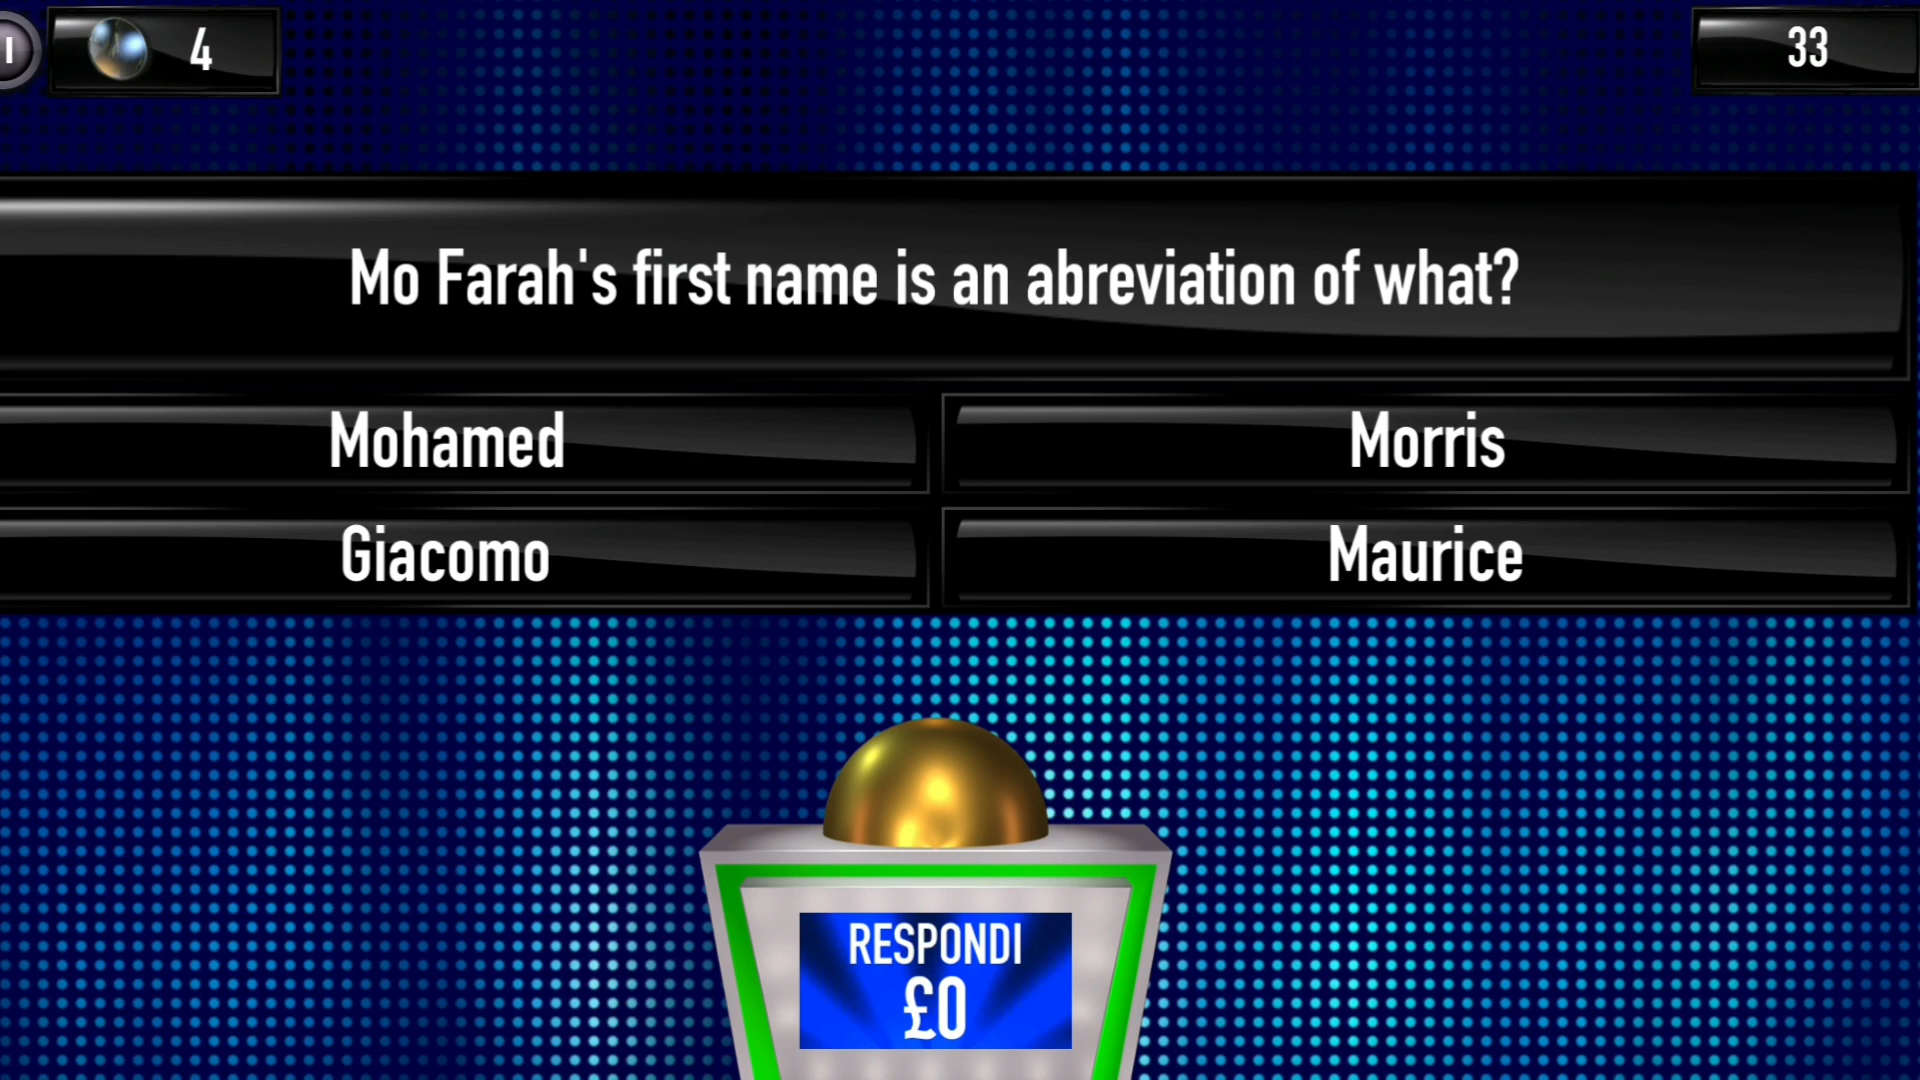 4
33
Mo Farah's first name is an abreviation of what?
Mohamed
Morris
Giacomo
Maurice
RESPONDI
£0